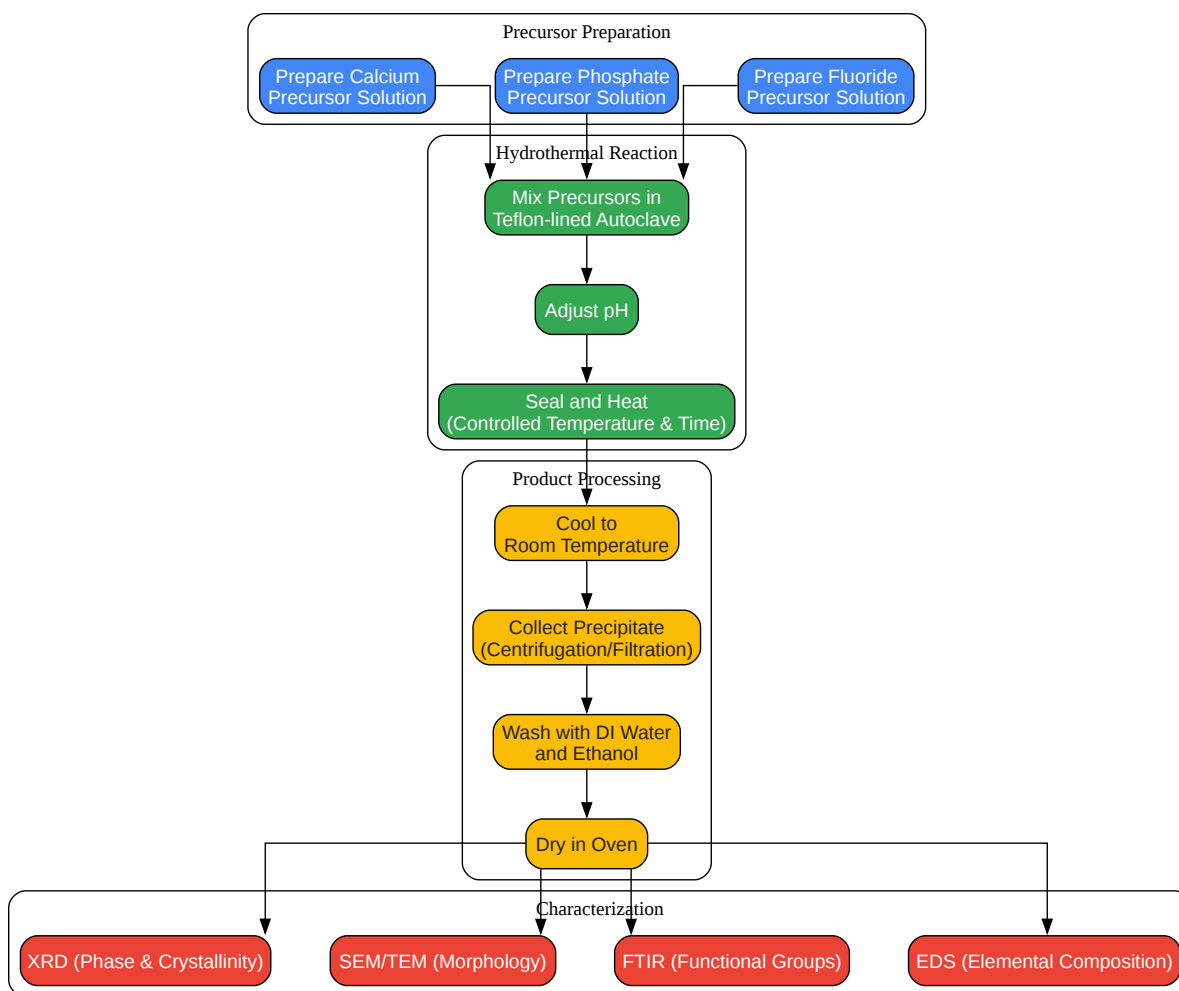 Precursor Preparation
Prepare Calcium
Precursor Solution
Prepare Phosphate
Precursor Solution
Prepare Fluoride
Precursor Solution
Hydrothermal Reaction
Mix Precursors in
Teflon-lined Autoclave
Adjust pH
Seal and Heat
(Controlled Temperature & Time)
Product Processing
Cool to
Room Temperature
Collect Precipitate
(Centrifugation/Filtration)
Wash with DI Water
and Ethanol
Dry in Oven
Characterization
XRD (Phase & Crystallinity)
SEM/TEM (Morphology)
FTIR (Functional Groups)
EDS (Elemental Composition)